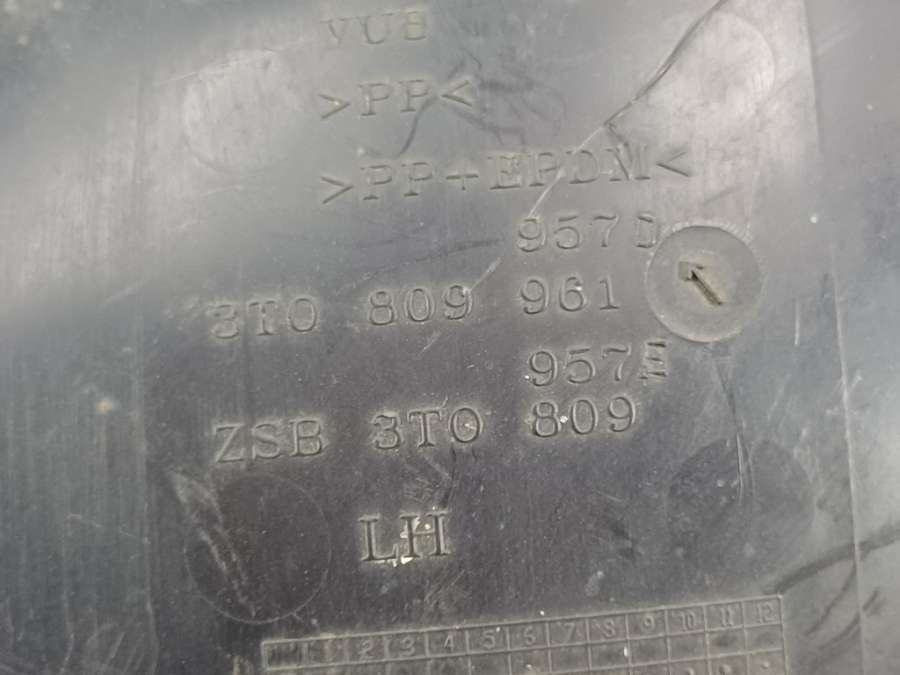 VUB
>PP<
>PP+EPDM<
957D
3T0 809 961
957E
ZSB 3T0 809
LH
1 2 3 4 5 6 7 8 9 10 11 12